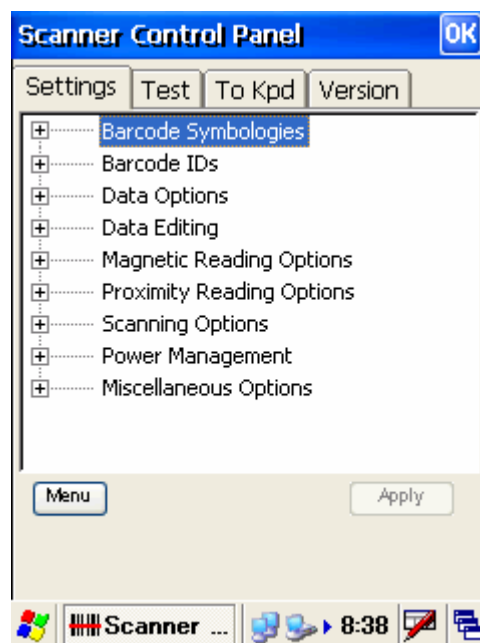 Scanner Control Panel OK
Settings Test To Kpd Version
Barcode Symbologies
Barcode IDs
Data Options
Data Editing
Magnetic Reading Options
Proximity Reading Options
Scanning Options
Power Management
Miscellaneous Options
Menu Apply
Scanner ... 8:38